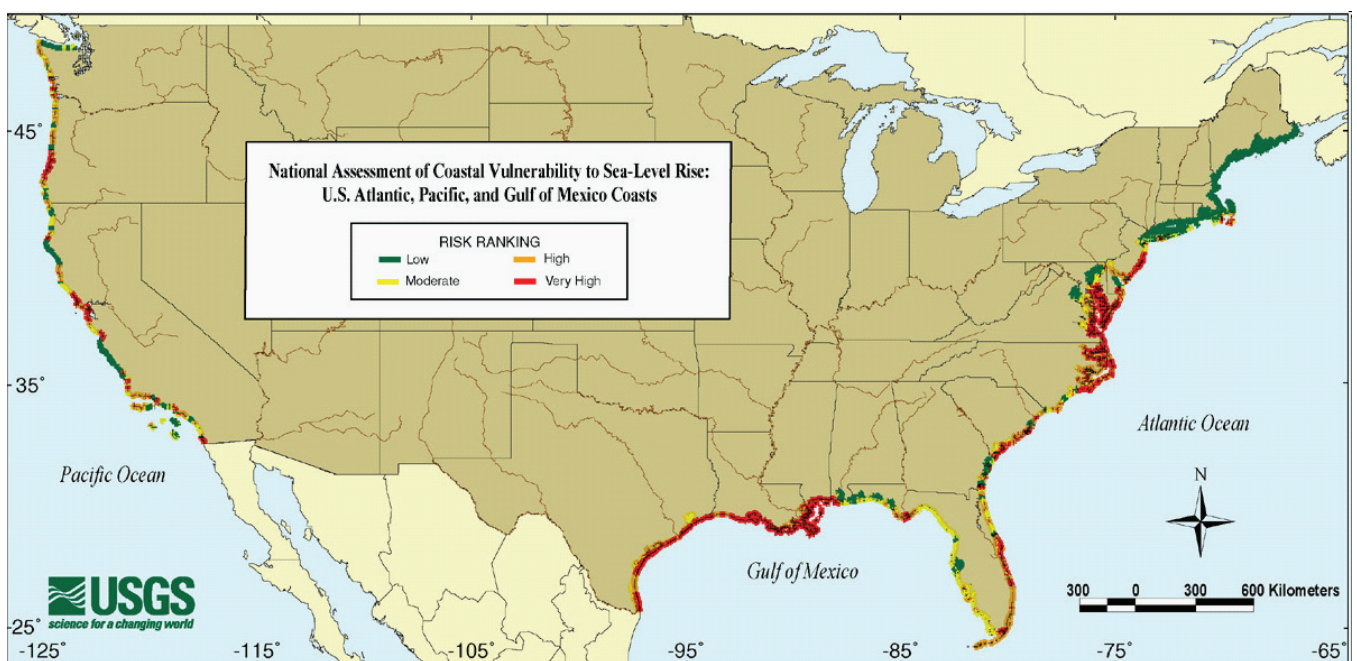 National Assessment of Coastal Vulnerability to Sea-Level Rise:
U.S. Atlantic, Pacific, and Gulf of Mexico Coasts
RISK RANKING
Low
High
Moderate
Very High
45˚
35˚
25˚
Pacific Ocean
Atlantic Ocean
Gulf of Mexico
N
300 0 300 600 Kilometers
USGS
science for a changing world
-125˚ -115˚ -105˚ -95˚ -85˚ -75˚ -65˚